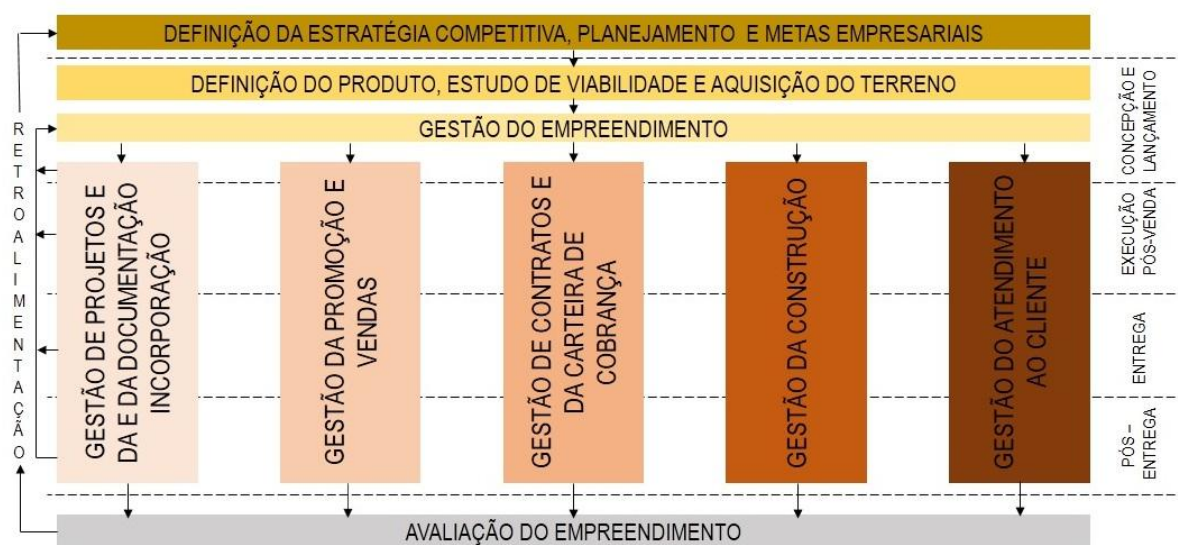 DEFINIÇÃO DA ESTRATÉGIA COMPETITIVA, PLANEJAMENTO E METAS EMPRESARIAIS
DEFINIÇÃO DO PRODUTO, ESTUDO DE VIABILIDADE E AQUISIÇÃO DO TERRENO
GESTÃO DO EMPREENDIMENTO
RETROALIMENTAÇÃO
GESTÃO DE PROJETOS E
DA E DA DOCUMENTAÇÃO
INCORPORAÇÃO
GESTÃO DA PROMOÇÃO E
VENDAS
GESTÃO DE CONTRATOS E
DA CARTEIRA DE
COBRANÇA
GESTÃO DA CONSTRUÇÃO
GESTÃO DO ATENDIMENTO
AO CLIENTE
CONCEPÇÃO E
LANÇAMENTO
EXECUÇÃO
PÓS-VENDA
ENTREGA
PÓS –
ENTREGA
AVALIAÇÃO DO EMPREENDIMENTO